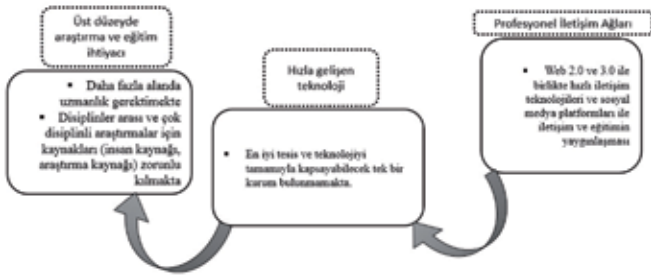 Üst düzeyde
araştırma ve eğitim
ihtiyacı
▪ Daha fazla alanda
uzmanlık gerektimekte
▪ Disiplinler arası ve çok
disiplinli araştırmalar için
kaynakları (insan kaynağı,
araştırma kaynağı) zorunlu
kılmakta
Hızla gelişen
teknoloji
▪ En iyi tesis ve teknolojiyi
tamamıyla kapsayabilecek tek bir
kurum bulunmamakta.
Profesyonel İletişim Ağları
▪ Web 2.0 ve 3.0 ile
birlikte hızlı iletişim
teknolojileri ve sosyal
medya platformları ile
iletişim ve eğitimin
yaygınlaşması